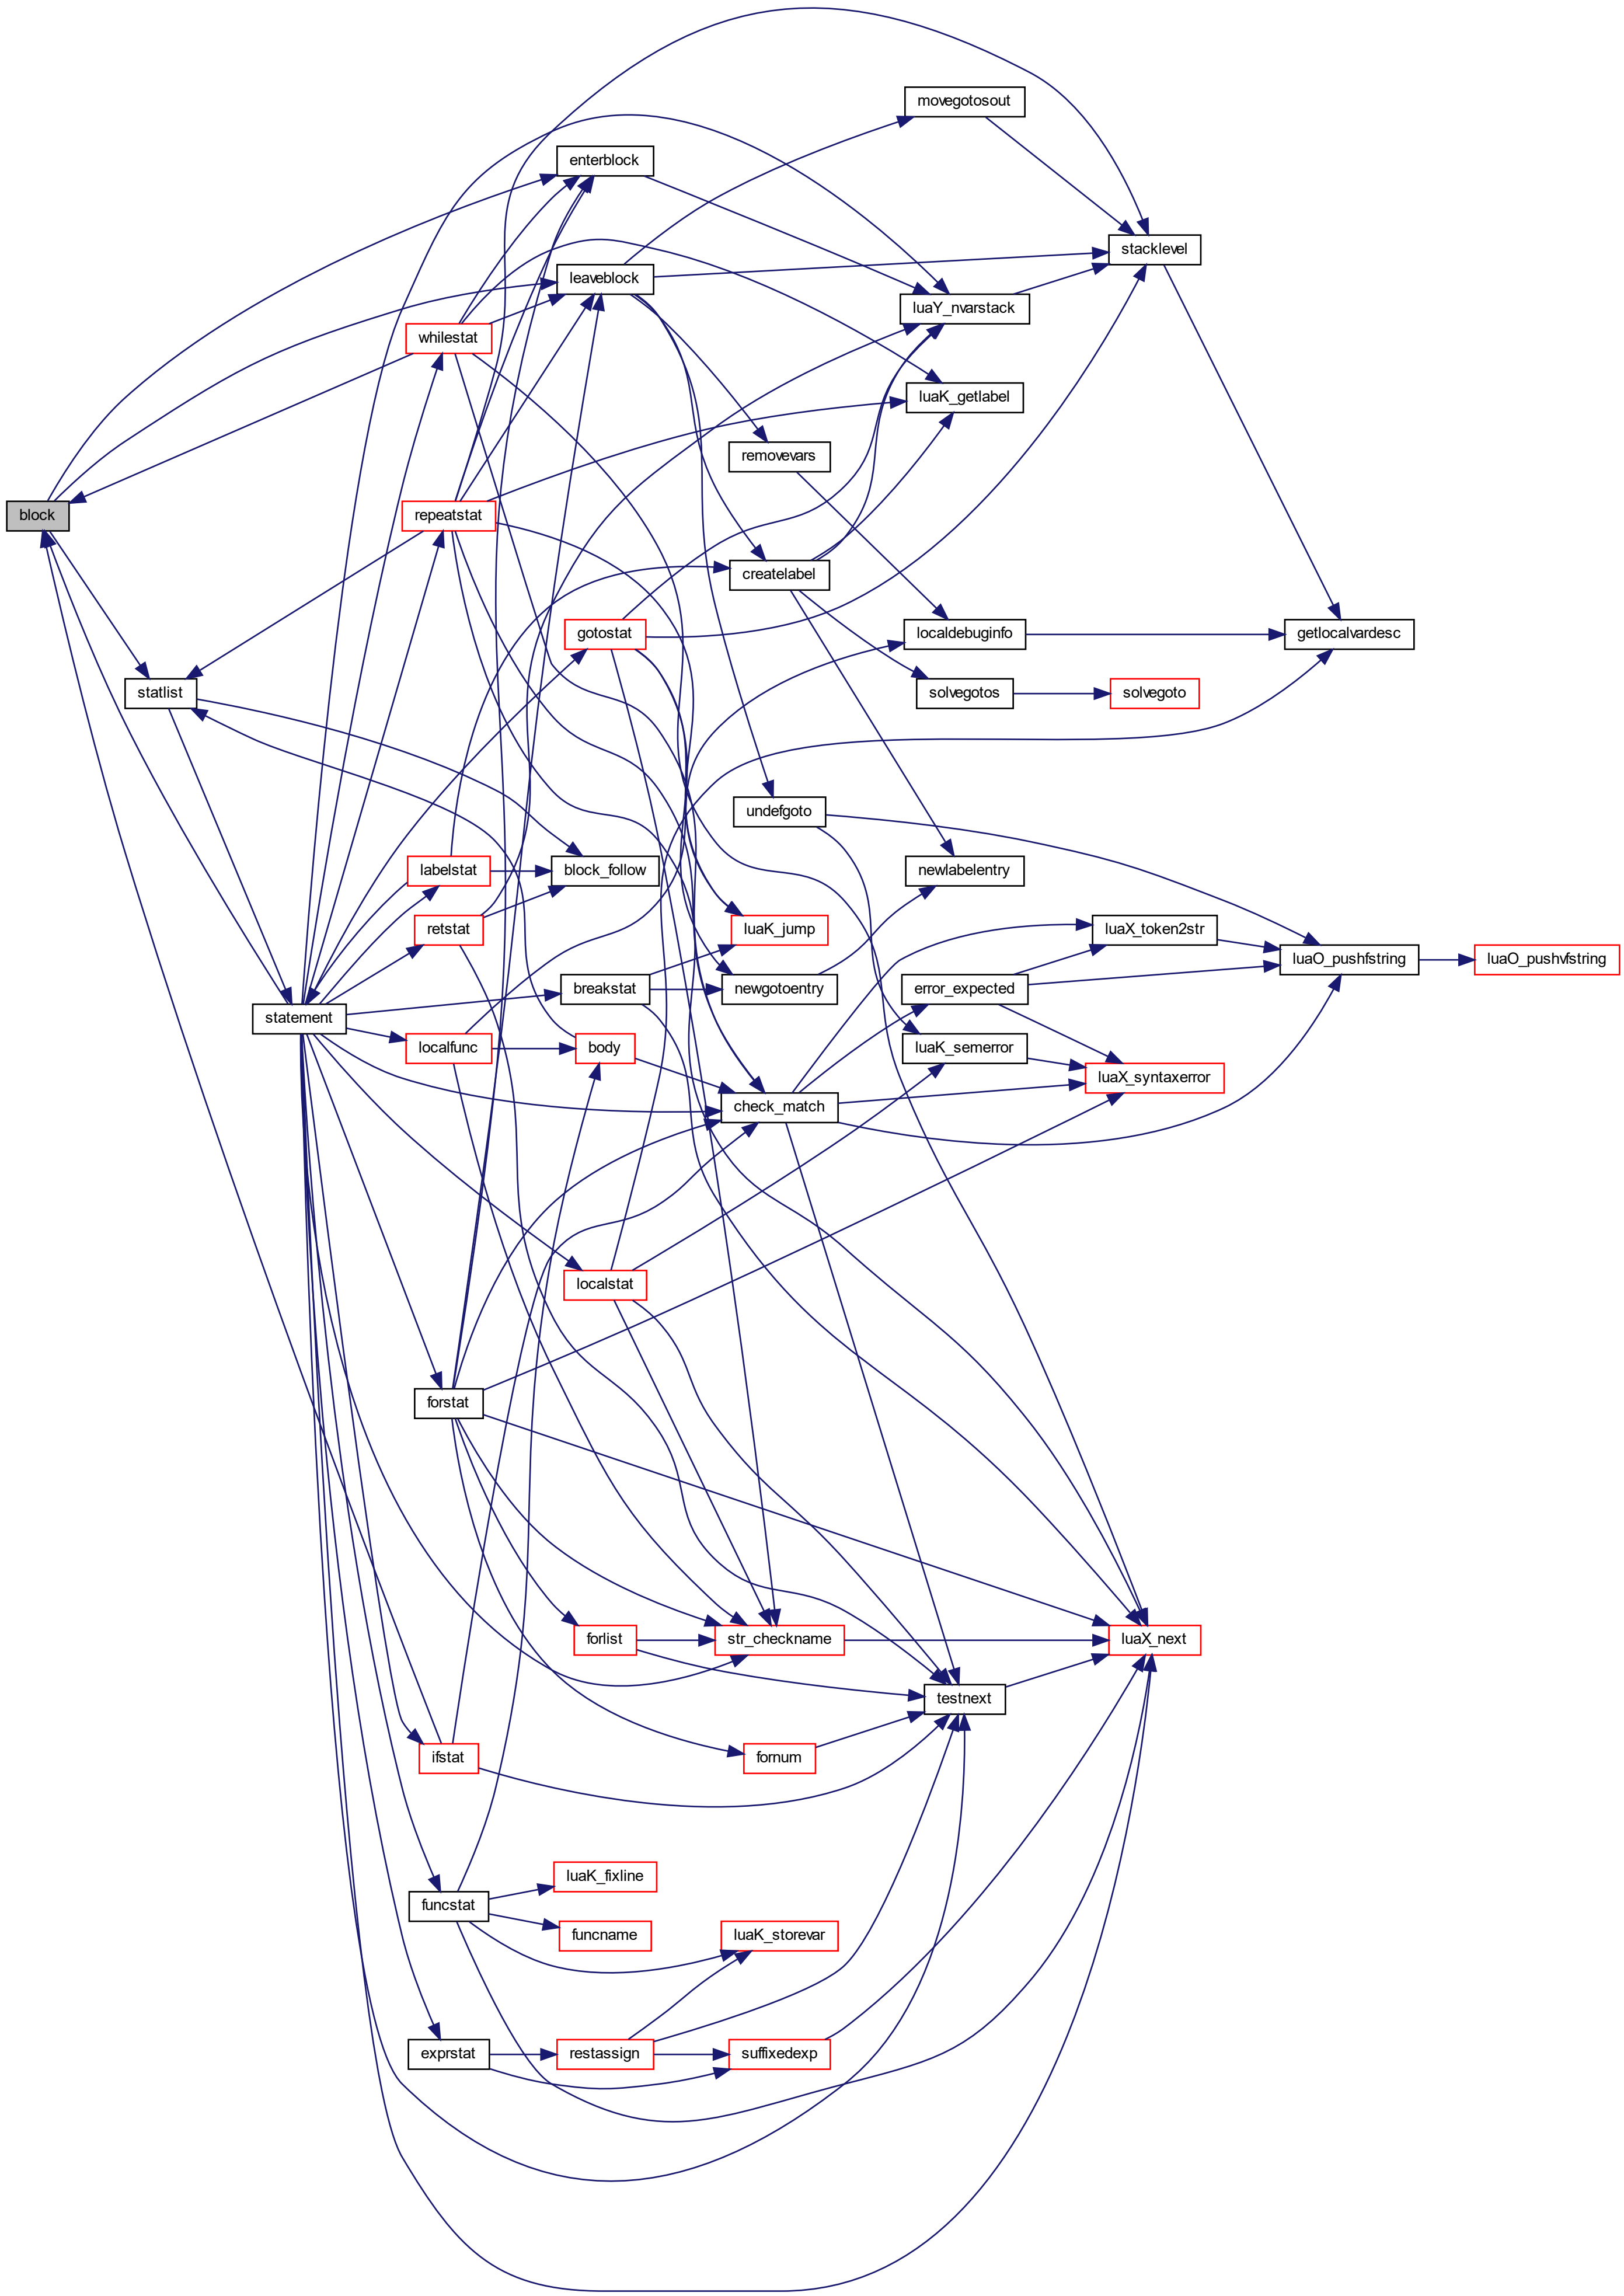 movegotosout
enterblock
stacklevel
leaveblock
luaY_nvarstack
whilestat
luaK_getlabel
removevars
block
repeatstat
createlabel
gotostat
localdebuginfo
getlocalvardesc
statlist
solvegotos
solvegoto
undefgoto
labelstat
block_follow
newlabelentry
retstat
luaK_jump
luaX_token2str
luaO_pushfstring
luaO_pushvfstring
breakstat
newgotoentry
error_expected
statement
localfunc
body
luaK_semerror
luaX_syntaxerror
check_match
localstat
forstat
forlist
str_checkname
luaX_next
testnext
ifstat
fornum
luaK_fixline
funcstat
funcname
luaK_storevar
exprstat
restassign
suffixedexp